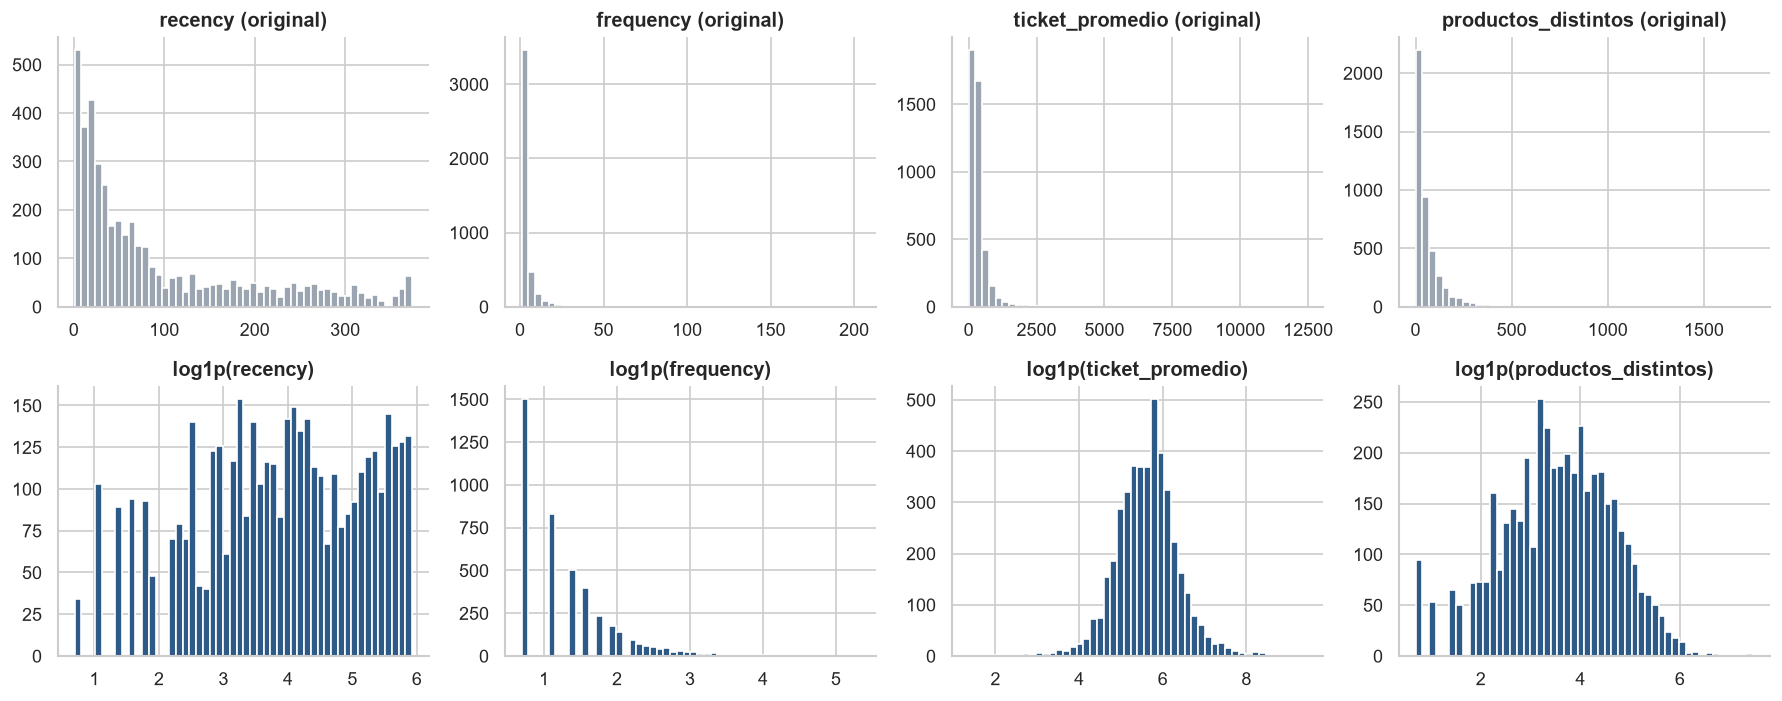 recency (original)
500
400
300
200
100
0
0 100 200 300
frequency (original)
3000
2000
1000
0
0 50 100 150 200
ticket_promedio (original)
1500
1000
500
0
0 2500 5000 7500 10000 12500
productos_distintos (original)
2000
1500
1000
500
0
0 500 1000 1500
log1p(recency)
150
125
100
75
50
25
0
1 2 3 4 5 6
log1p(frequency)
1500
1250
1000
750
500
250
0
1 2 3 4 5
log1p(ticket_promedio)
500
400
300
200
100
0
2 4 6 8
log1p(productos_distintos)
250
200
150
100
50
0
2 4 6